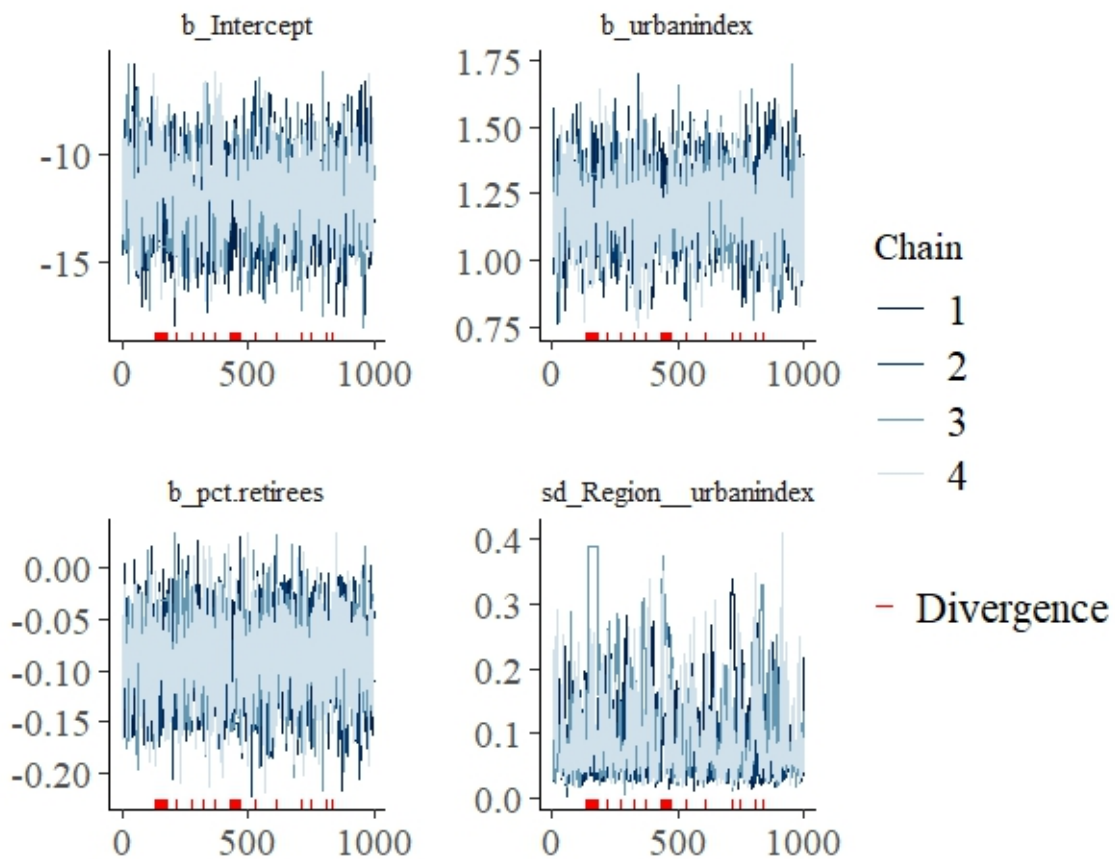 b_Intercept
-10
-15
0 500 1000
b_urbanindex
1.75
1.50
1.25
1.00
0.75
0 500 1000
b_pct.retirees
0.00
-0.05
-0.10
-0.15
-0.20
0 500 1000
sd_Region__urbanindex
0.4
0.3
0.2
0.1
0.0
0 500 1000
Chain
1
2
3
4
Divergence